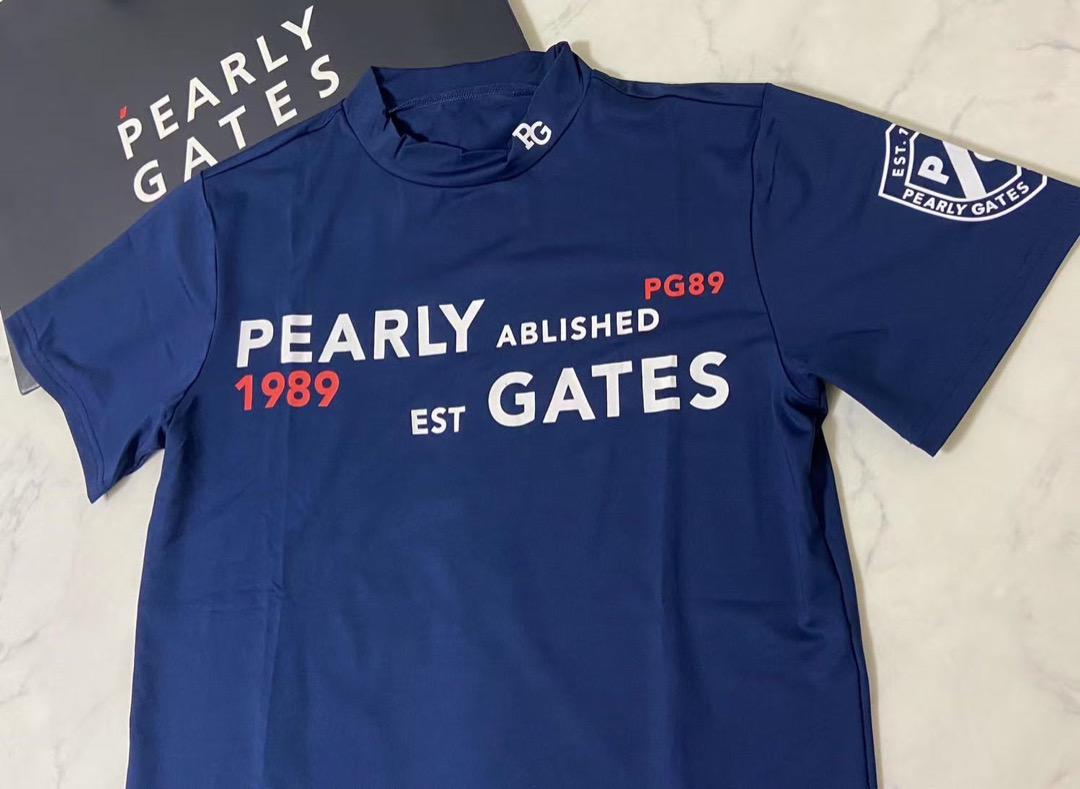 PEARLY
GATES
PG
EST.
PEARLY GATES
PG89
PEARLY ABLISHED
1989
EST GATES